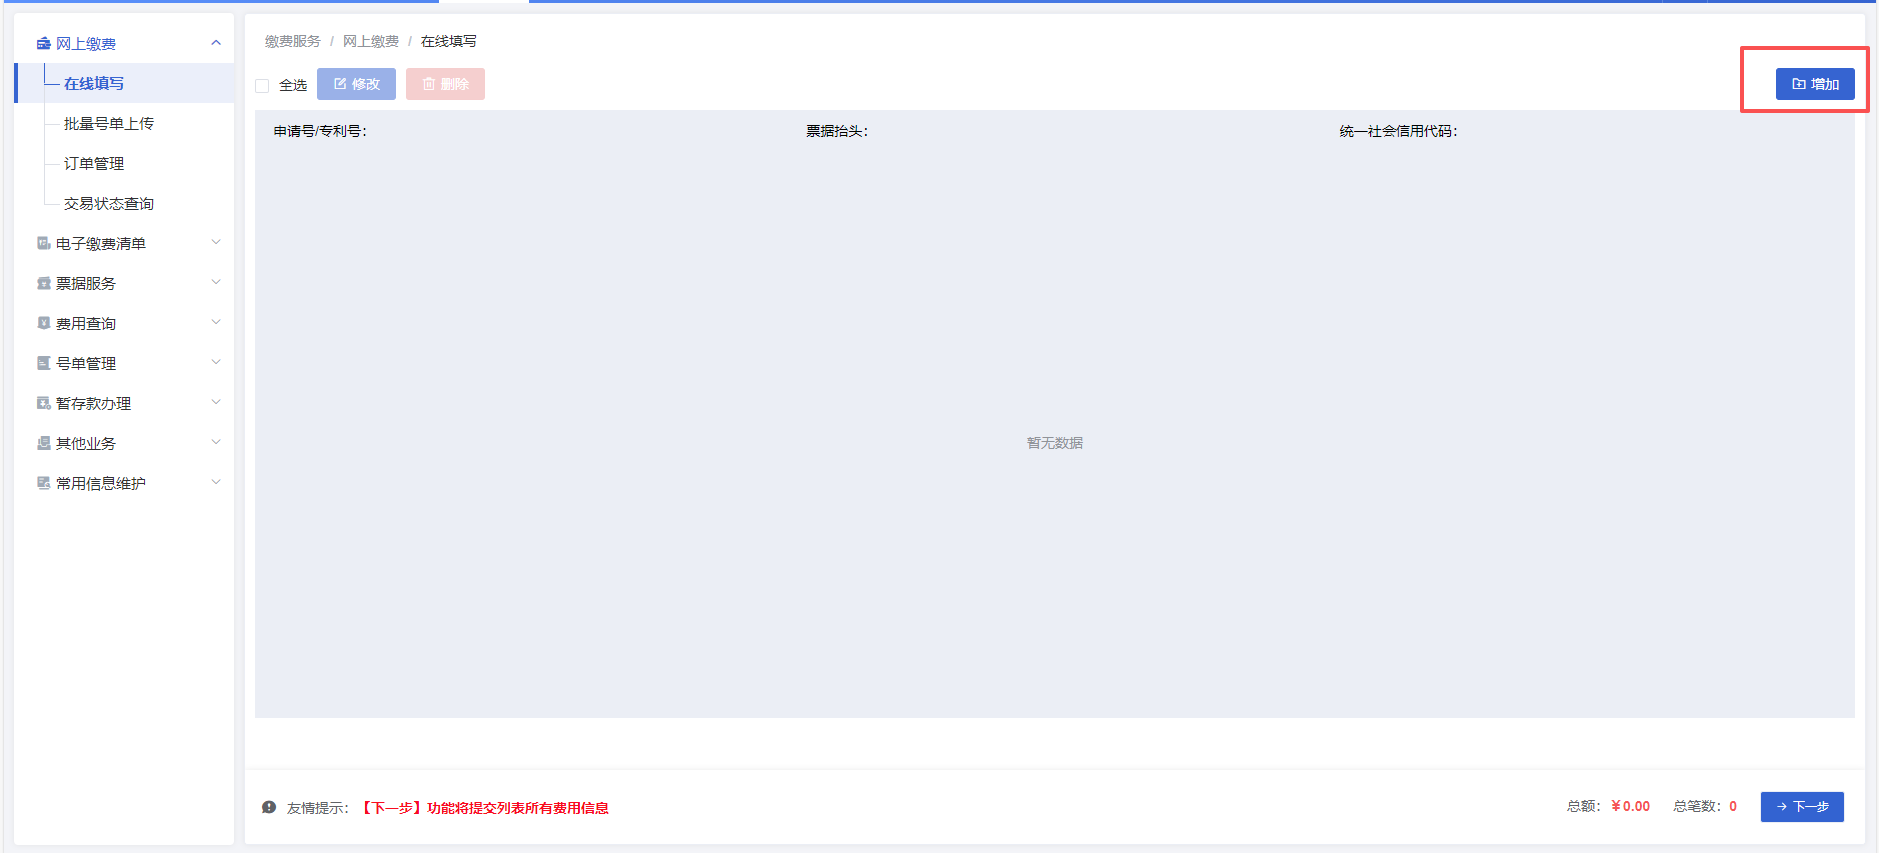 网上缴费
在线填写
批量号单上传
订单管理
交易状态查询
电子缴费清单
票据服务
费用查询
号单管理
暂存款办理
其他业务
常用信息维护
缴费服务 / 网上缴费 / 在线填写
全选 修改 删除 增加
申请号/专利号： 票据抬头： 统一社会信用代码：
暂无数据
友情提示：【下一步】功能将提交列表所有费用信息 总额：￥0.00 总笔数：0 下一步